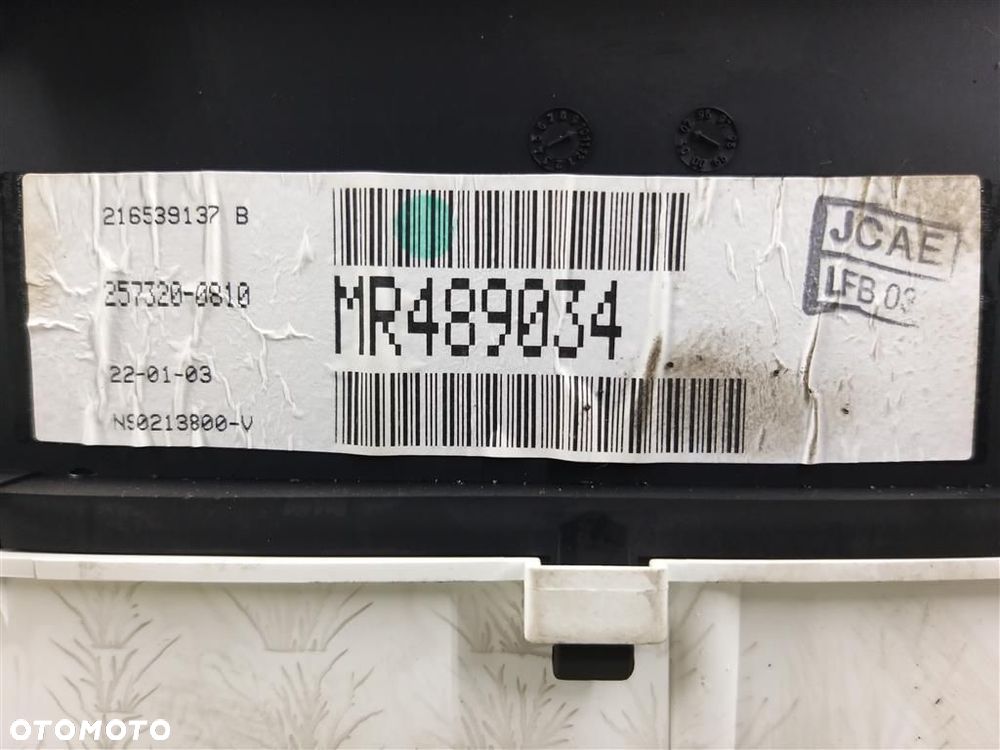 216539137 B
257320-0810
MR489034
22-01-03
NS0213800-V
JCAE
LFB 03
OTOMOTO